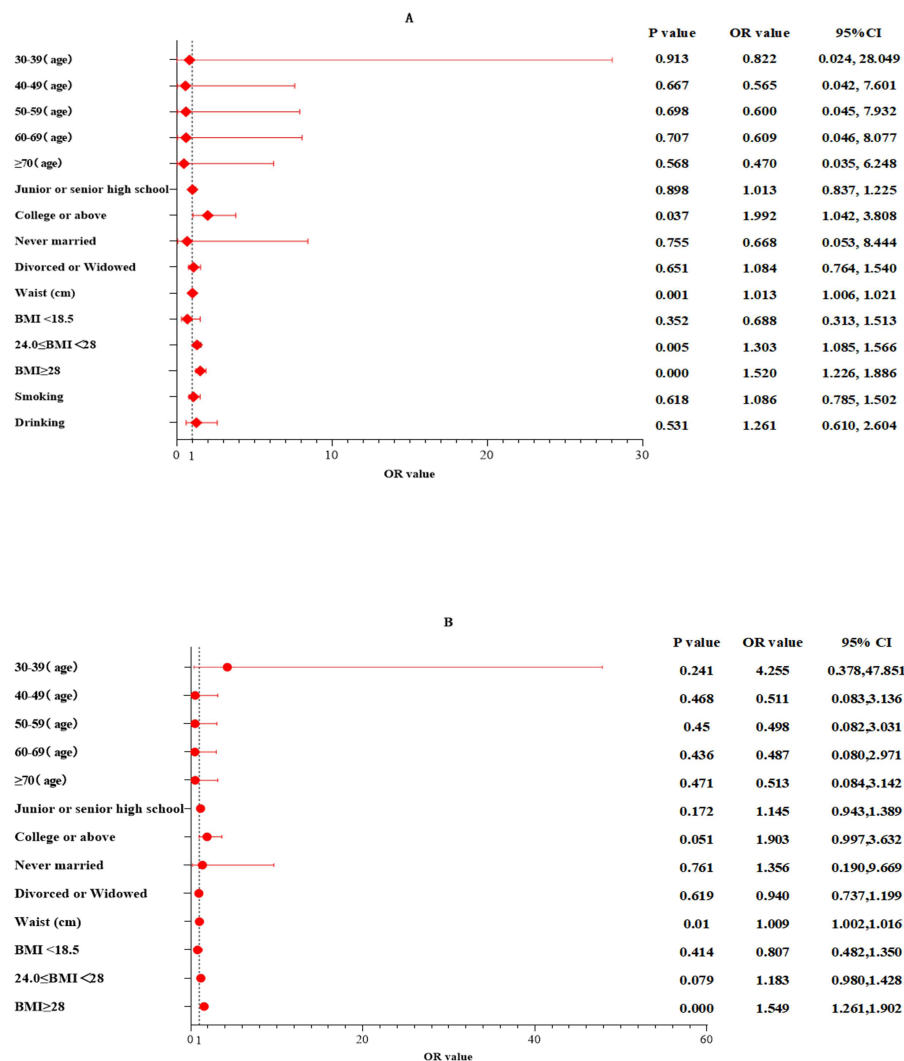 A
P value OR value 95%CI
30-39( age) 0.913 0.822 0.024, 28.049
40-49( age) 0.667 0.565 0.042, 7.601
50-59( age) 0.698 0.600 0.045, 7.932
60-69( age) 0.707 0.609 0.046, 8.077
≥70( age) 0.568 0.470 0.035, 6.248
Junior or senior high school 0.898 1.013 0.837, 1.225
College or above 0.037 1.992 1.042, 3.808
Never married 0.755 0.668 0.053, 8.444
Divorced or Widowed 0.651 1.084 0.764, 1.540
Waist (cm) 0.001 1.013 1.006, 1.021
BMI <18.5 0.352 0.688 0.313, 1.513
24.0≤BMI<28 0.005 1.303 1.085, 1.566
BMI≥28 0.000 1.520 1.226, 1.886
Smoking 0.618 1.086 0.785, 1.502
Drinking 0.531 1.261 0.610, 2.604
0 1 10 20 30
OR value
B
P value OR value 95% CI
30-39( age) 0.241 4.255 0.378,47.851
40-49( age) 0.468 0.511 0.083,3.136
50-59( age) 0.45 0.498 0.082,3.031
60-69( age) 0.436 0.487 0.080,2.971
≥70( age) 0.471 0.513 0.084,3.142
Junior or senior high school 0.172 1.145 0.943,1.389
College or above 0.051 1.903 0.997,3.632
Never married 0.761 1.356 0.190,9.669
Divorced or Widowed 0.619 0.940 0.737,1.199
Waist (cm) 0.01 1.009 1.002,1.016
BMI <18.5 0.414 0.807 0.482,1.350
24.0≤BMI<28 0.079 1.183 0.980,1.428
BMI≥28 0.000 1.549 1.261,1.902
0 1 20 40 60
OR value